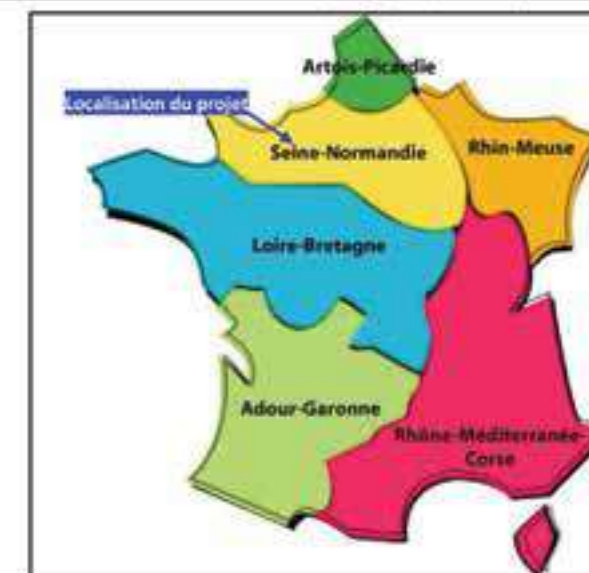 Artois-Picardie
Localisation du projet
Seine-Normandie
Rhin-Meuse
Loire-Bretagne
Adour-Garonne
Rhône-Méditerranée-
Corse